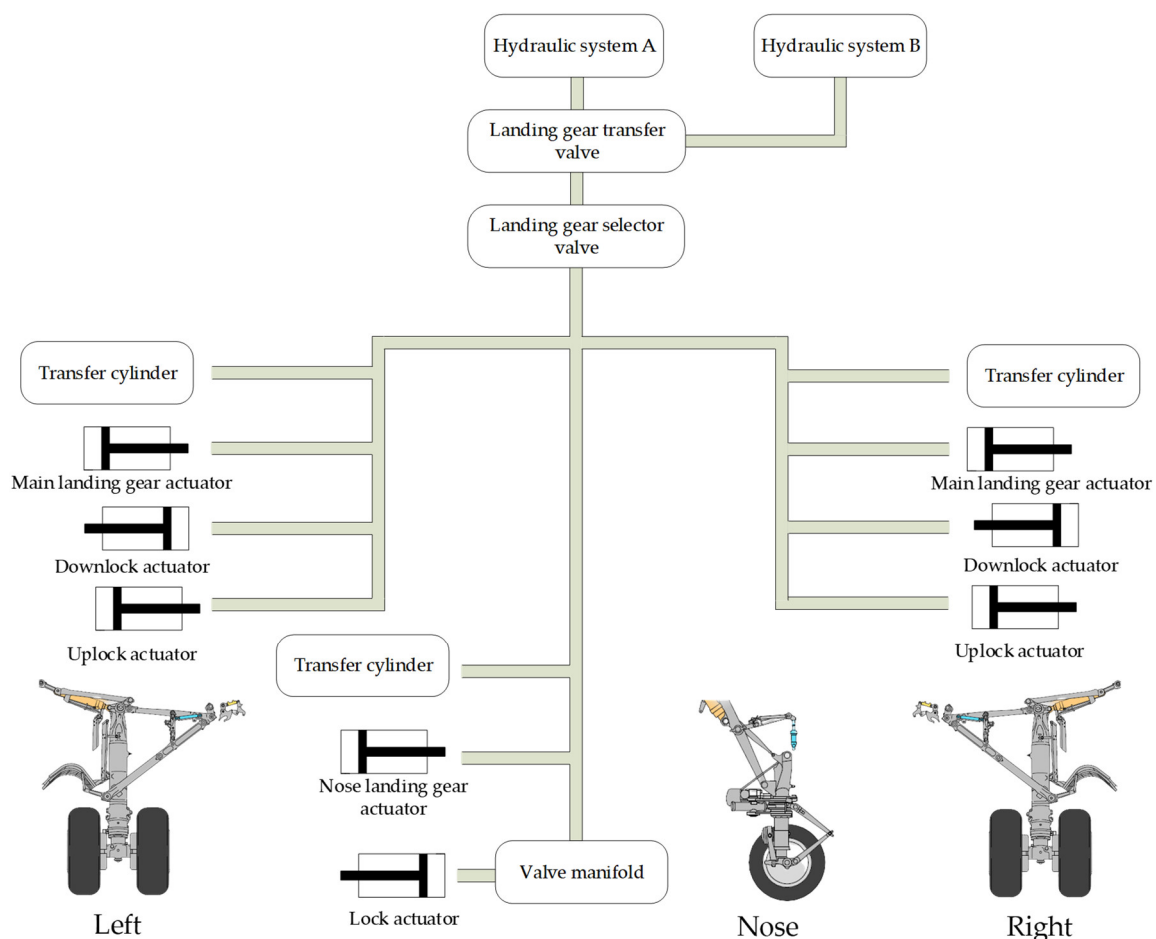 Hydraulic system A
Hydraulic system B
Landing gear transfer
valve
Landing gear selector
valve
Transfer cylinder
Main landing gear actuator
Downlock actuator
Uplock actuator
Transfer cylinder
Main landing gear actuator
Downlock actuator
Uplock actuator
Transfer cylinder
Nose landing gear
actuator
Valve manifold
Lock actuator
Left
Nose
Right